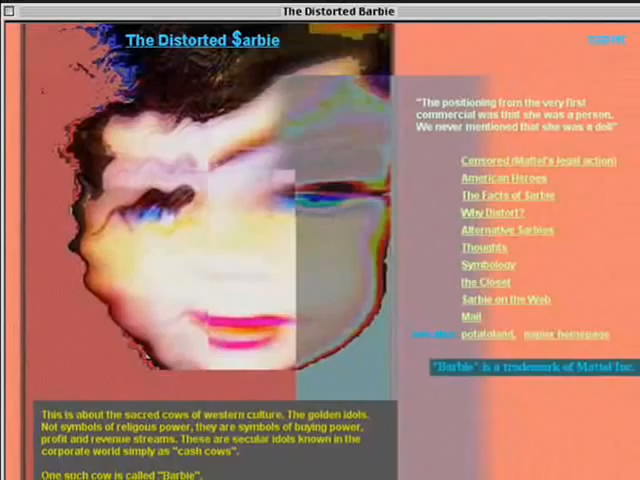 The Distorted Barbie
The Distorted $arbie
"The positioning from the very first
commercial was that she was a person.
We never mentioned that she was a doll"
Censored (Mattel's legal action)
American Heroes
The Facts of $arbie
Why Distort?
Alternative $arbies
Thoughts
Symbology
the Closet
$arbie on the Web
Mail
potatoland, napier homepage
"Barbie" is a trademark of Mattel Inc.
This is about the sacred cows of western culture. The golden idols.
Not symbols of religous power, they are symbols of buying power,
profit and revenue streams. These are secular idols known in the
corporate world simply as "cash cows".
One such cow is called "Barbie".